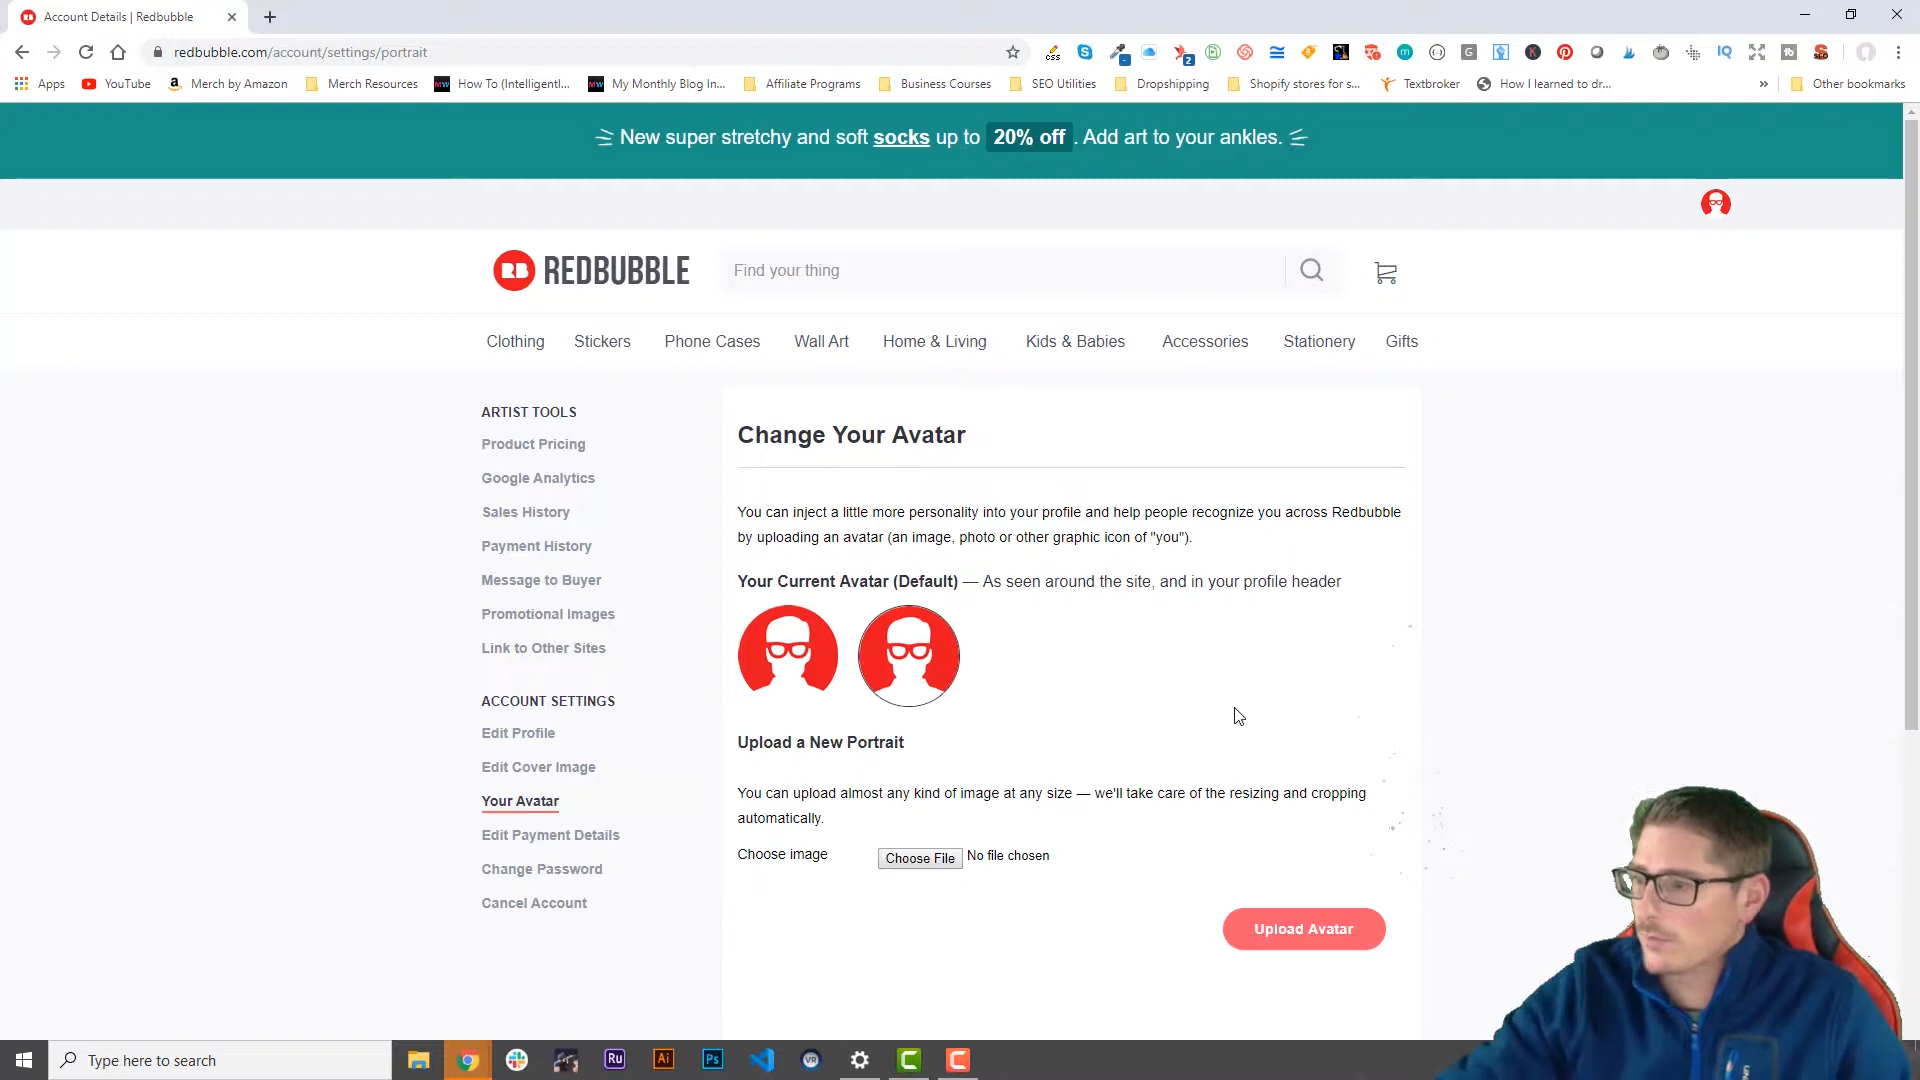 Account Details | Redbubble
redbubble.com/account/settings/portrait
css
2
Apps
YouTube
Merch by Amazon
Merch Resources
How To (Intelligentl...
My Monthly Blog In...
Affiliate Programs
Business Courses
SEO Utilities
Dropshipping
Shopify stores for s...
Textbroker
How I learned to dr...
»
Other bookmarks
New super stretchy and soft socks up to 20% off. Add art to your ankles.
RB REDBUBBLE
Find your thing
Clothing
Stickers
Phone Cases
Wall Art
Home & Living
Kids & Babies
Accessories
Stationery
Gifts
ARTIST TOOLS
Product Pricing
Google Analytics
Sales History
Payment History
Message to Buyer
Promotional Images
Link to Other Sites
ACCOUNT SETTINGS
Edit Profile
Edit Cover Image
Your Avatar
Edit Payment Details
Change Password
Cancel Account
Change Your Avatar
You can inject a little more personality into your profile and help people recognize you across Redbubble
by uploading an avatar (an image, photo or other graphic icon of "you").
Your Current Avatar (Default) — As seen around the site, and in your profile header
Upload a New Portrait
You can upload almost any kind of image at any size — we'll take care of the resizing and cropping
automatically.
Choose image
Choose File No file chosen
Upload Avatar
Type here to search
Ru
Ai
Ps
VR